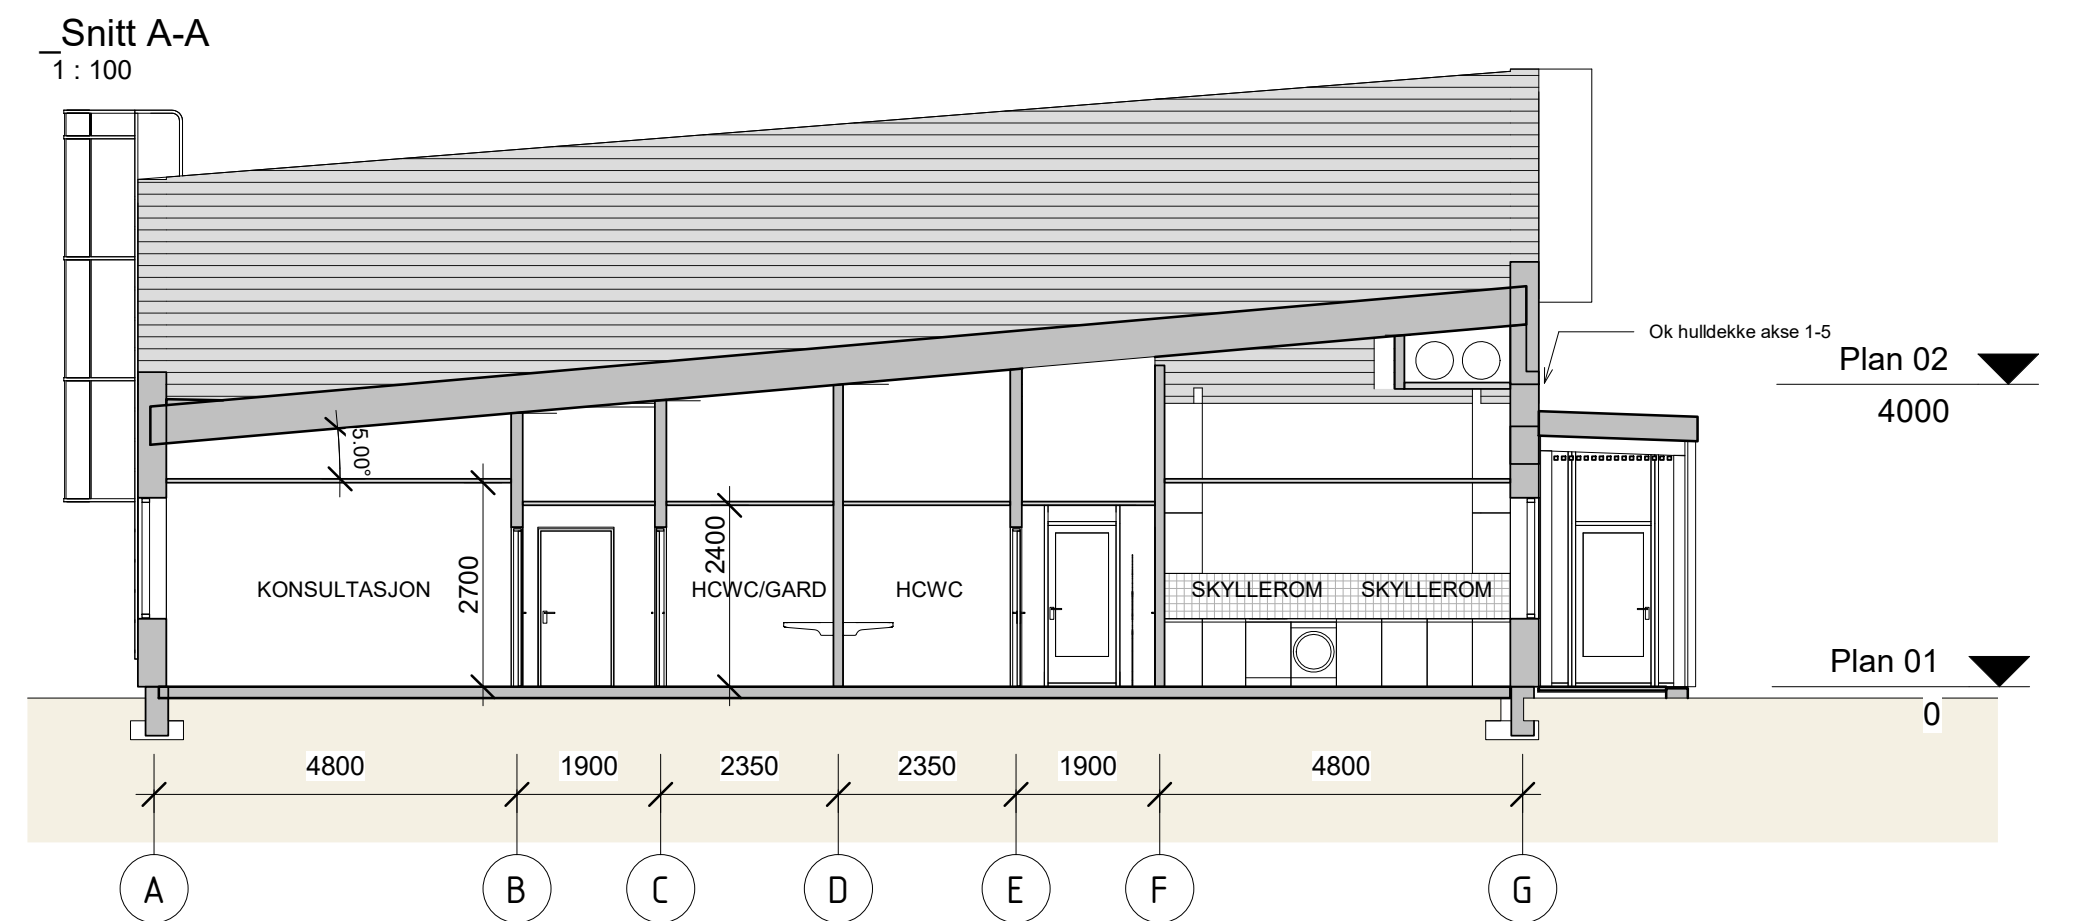 _Snitt A-A
1 : 100
Ok hulldekke akse 1-5
Plan 02
4000
5.00°
2700
2400
KONSULTASJON
HCWC/GARD
HCWC
SKYLLEROM
SKYLLEROM
Plan 01
0
4800
1900
2350
2350
1900
4800
A
B
C
D
E
F
G